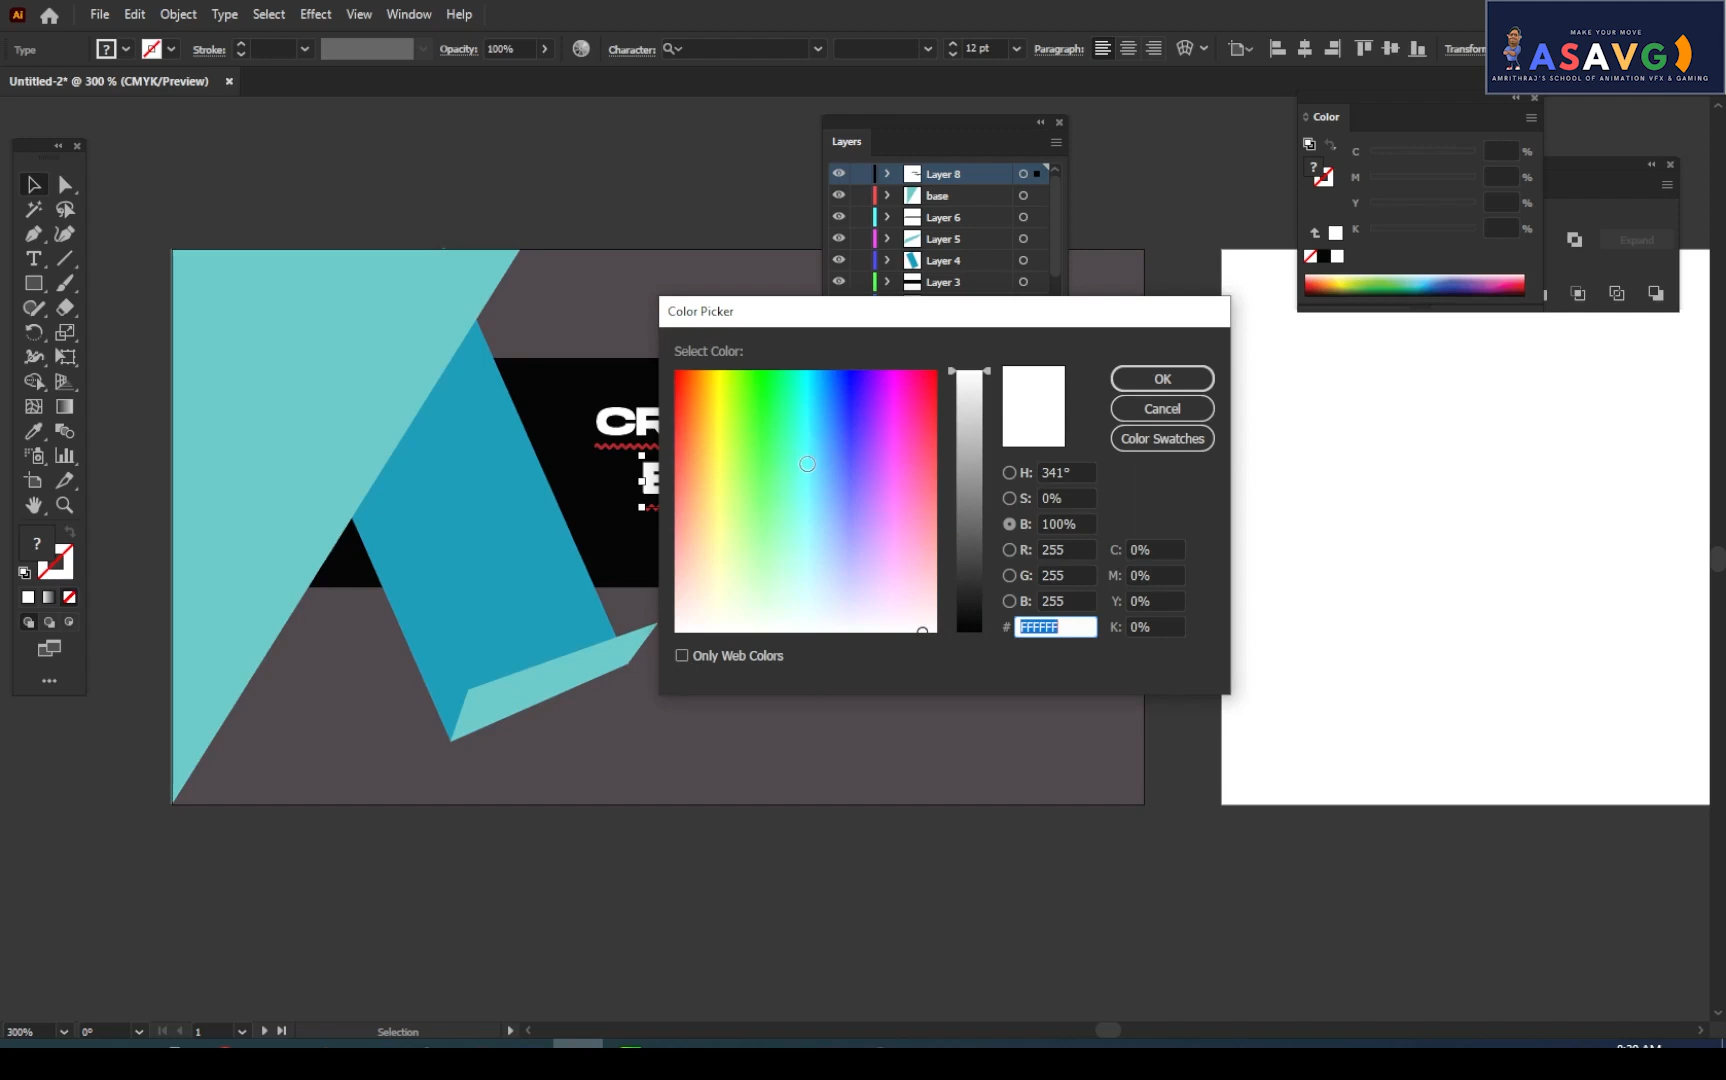 Ai File Edit Object Type Select Effect View Window Help
MAKE YOUR MOVE
ASAVG
AMRITHRAJ'S SCHOOL OF ANIMATION VFX & GAMING
Type ? Stroke: Opacity: 100% Character: 12 pt Paragraph: Transform
Untitled-2* @ 300 % (CMYK/Preview)
Layers
Layer 8
base
Layer 6
Layer 5
Layer 4
Layer 3
Color
?
C %
M %
Y %
K %
Expand
Color Picker
Select Color:
OK
Cancel
Color Swatches
H: 341°
S: 0%
B: 100%
R: 255 C: 0%
G: 255 M: 0%
B: 255 Y: 0%
# FFFFFF K: 0%
Only Web Colors
CR
?
300% 0° 1 Selection